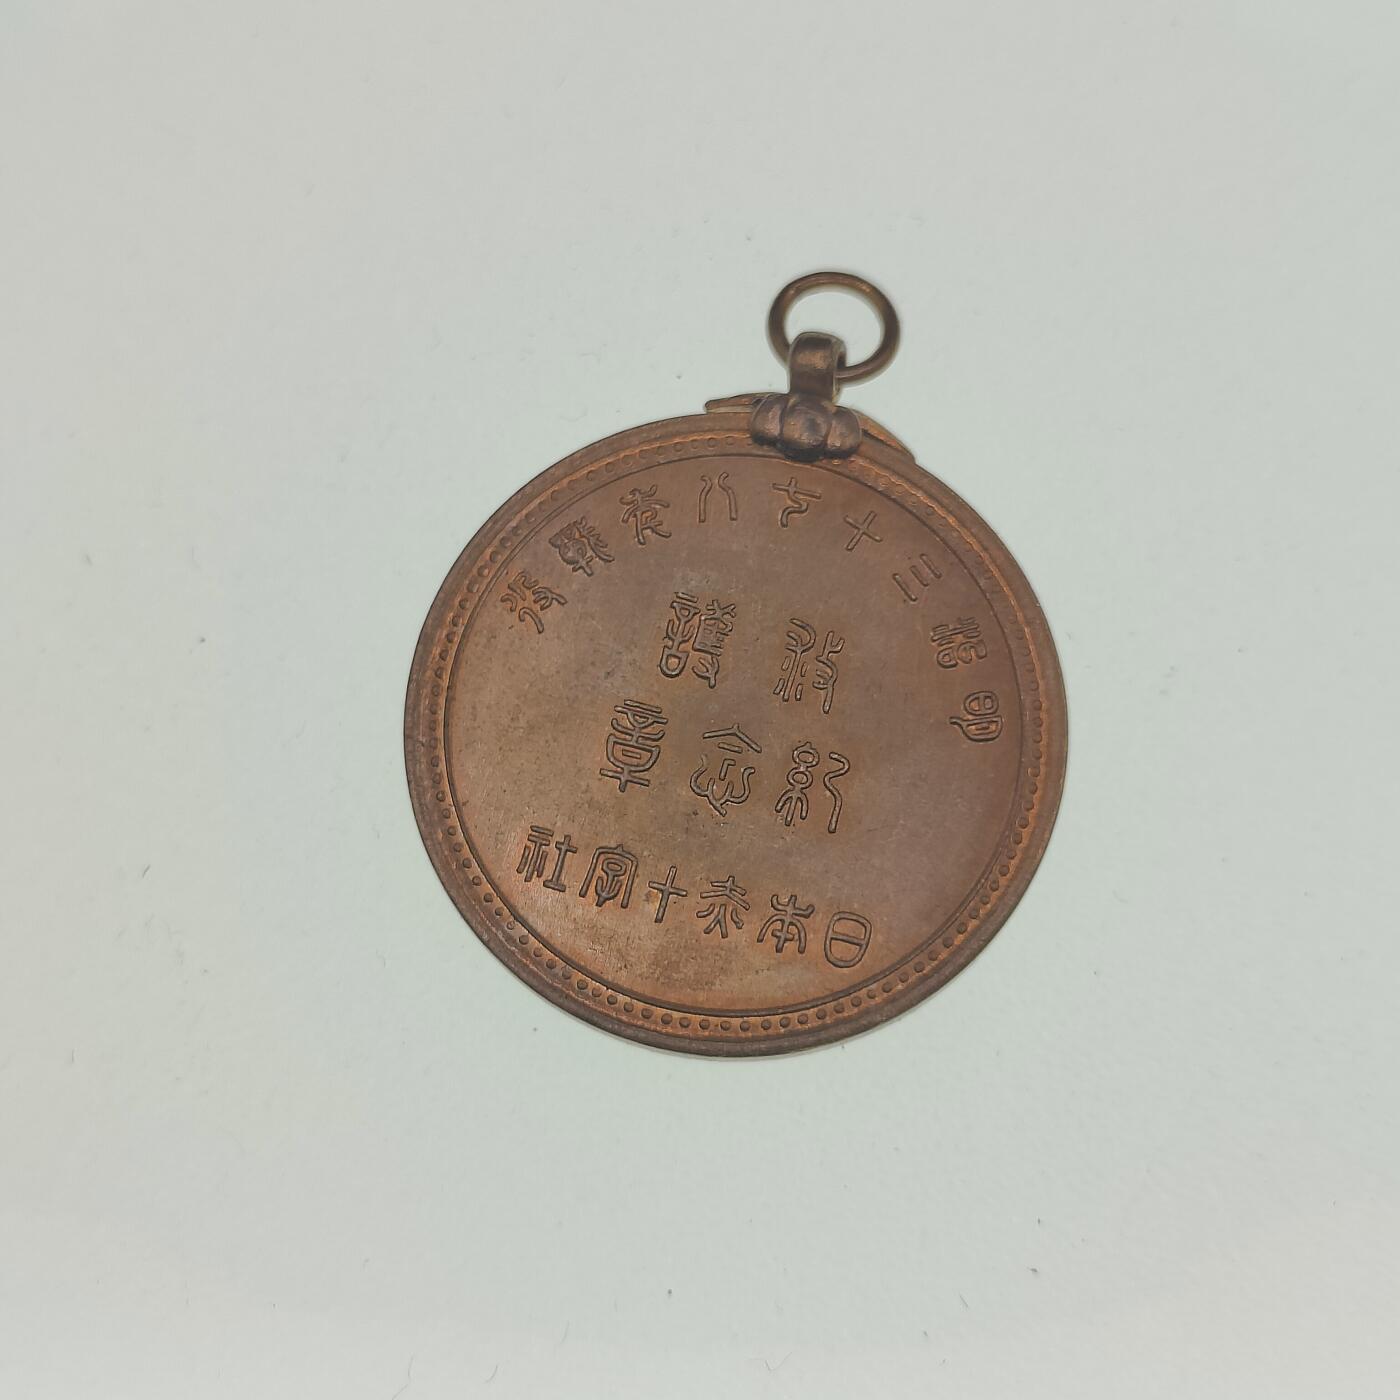 明治三十七八年戰役
救護
紀念章
日本赤十字社